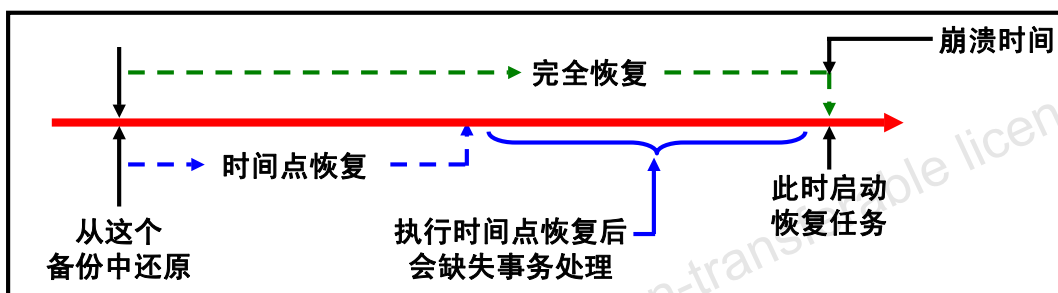 崩溃时间
完全恢复
时间点恢复
从这个
备份中还原
执行时间点恢复后
会缺失事务处理
此时启动
恢复任务
n-transferable licen